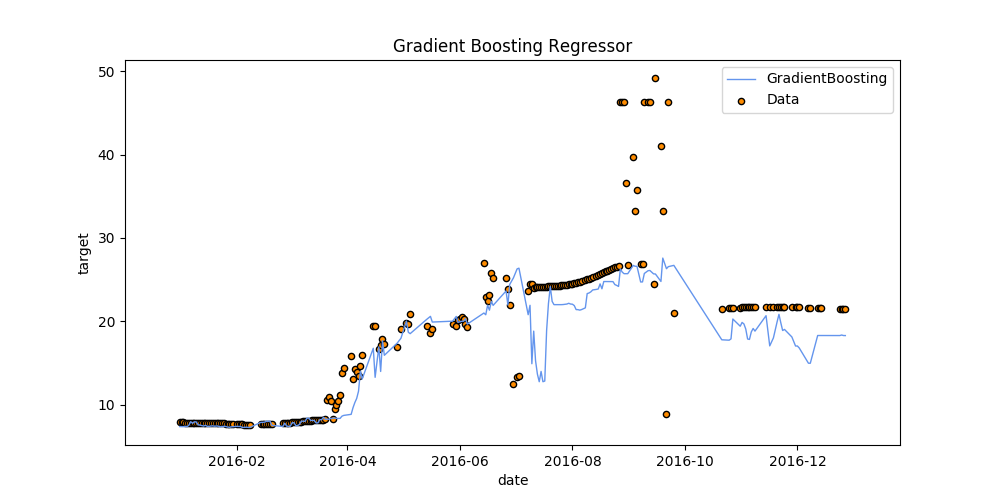 Gradient Boosting Regressor
GradientBoosting
Data
50
40
30
20
10
target
2016-02
2016-04
2016-06
2016-08
2016-10
2016-12
date